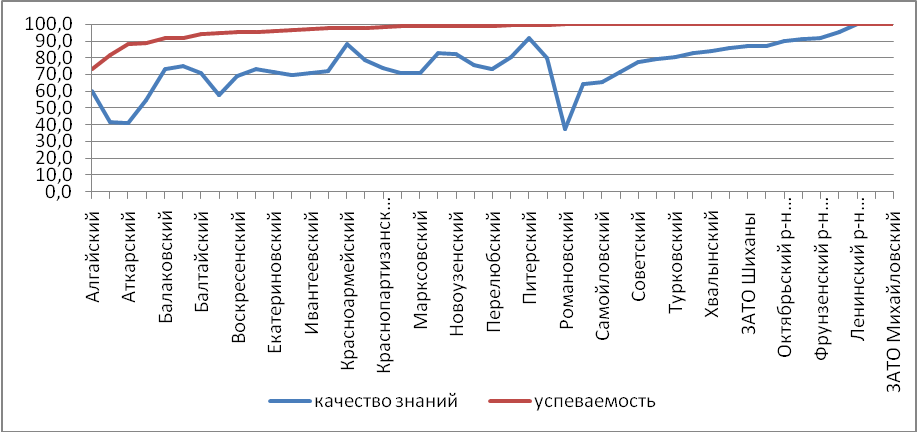 100,0
90,0
80,0
70,0
60,0
50,0
40,0
30,0
20,0
10,0
0,0
Алгайский
Аткарский
Балаковский
Балтайский
Воскресенский
Екатериновский
Ивантеевский
Красноармейский
Краснопартизанск...
Марксовский
Новоузенский
Перелюбский
Питерский
Романовский
Самойловский
Советский
Турковский
Хвалынский
ЗАТО Шиханы
Октябрьский р-н...
Фрунзенский р-н...
Ленинский р-н...
ЗАТО Михайловский
качество знаний
успеваемость